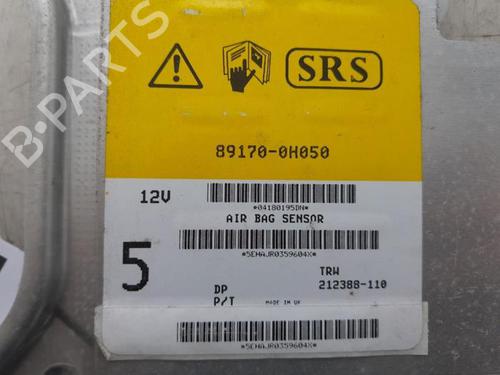 B-PARTS
SRS
89170-0H050
12V
*04180195DN*
AIR BAG SENSOR
5
*5EHAJR0359604X*
TRW
DP
212388-110
P/T
MADE IN UK
*5EHAJR0359604X*